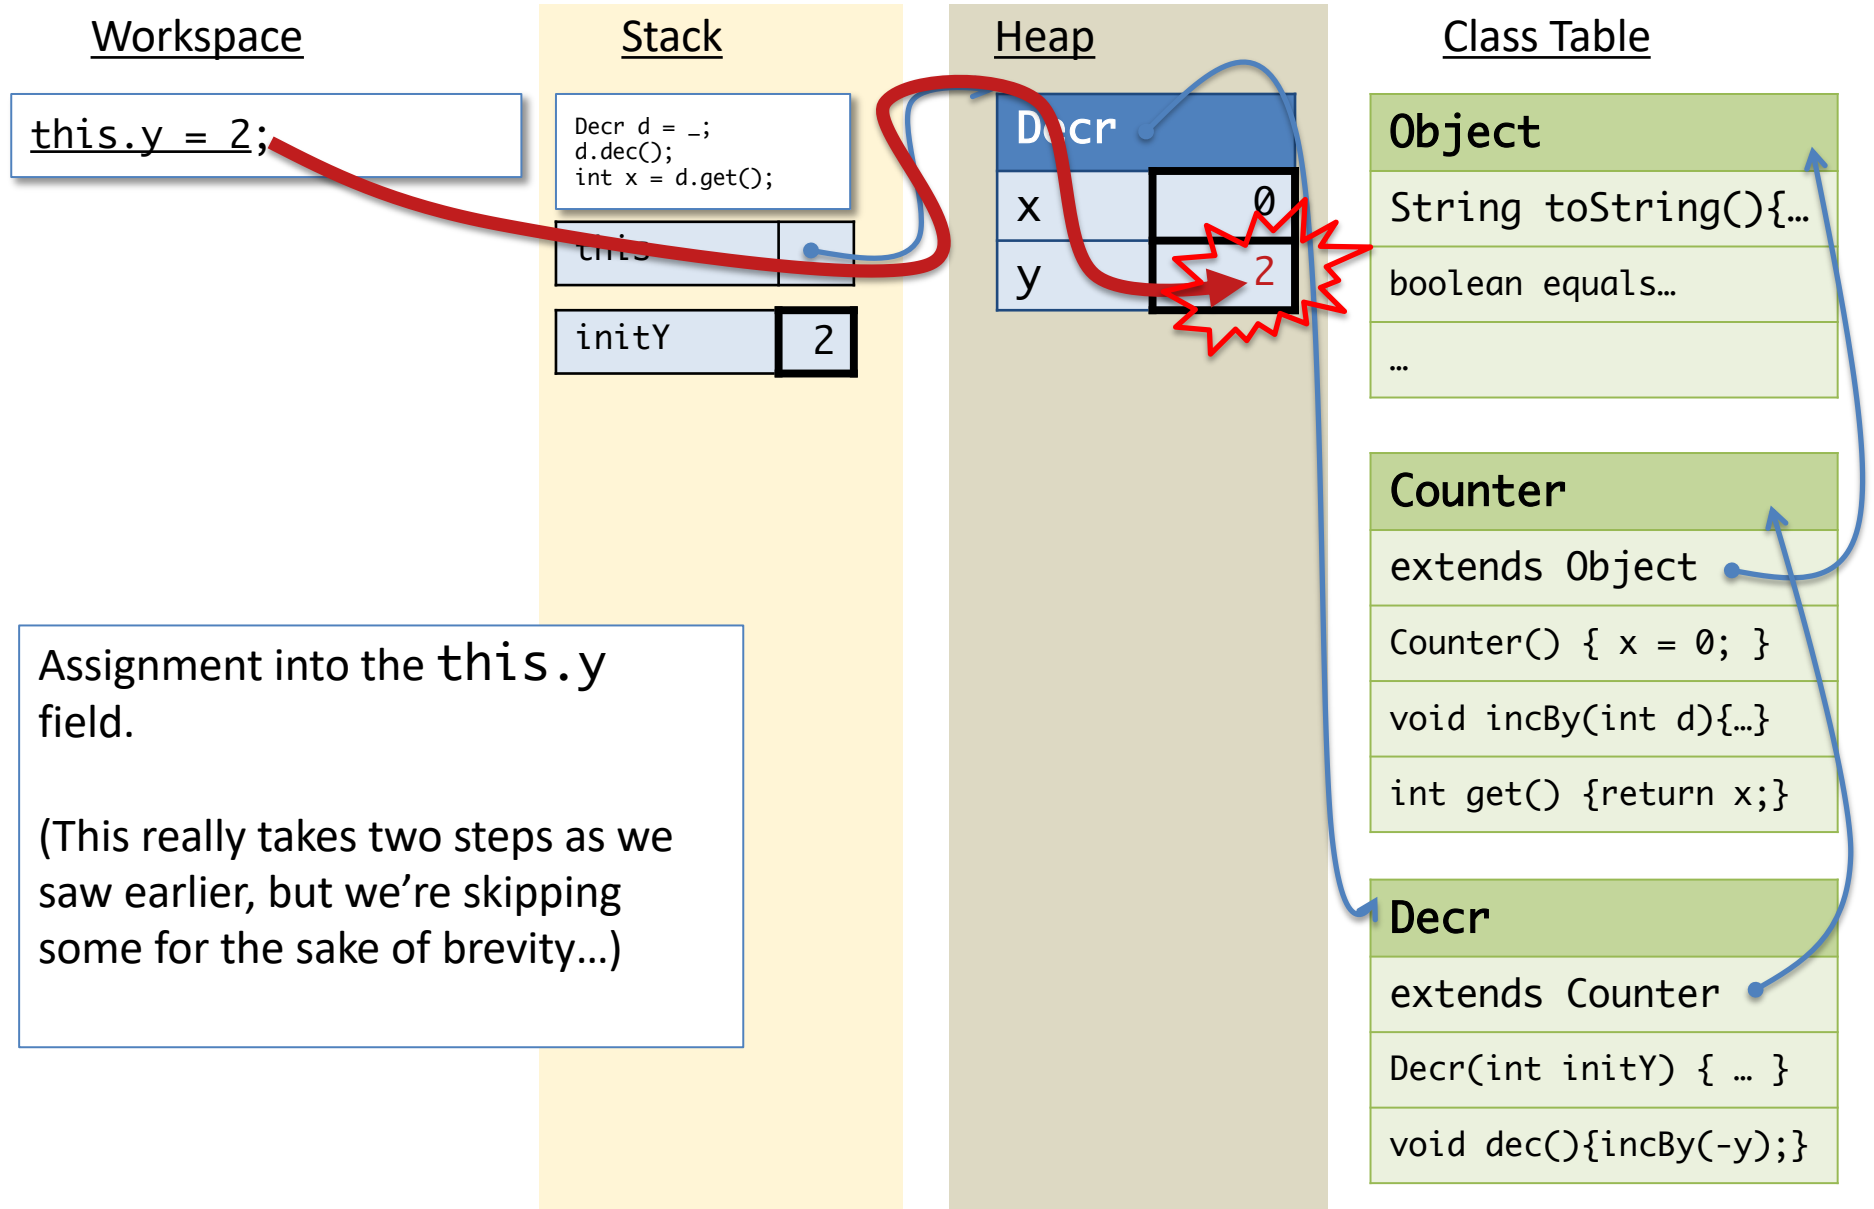 Workspace
Stack
Heap
Class Table
this.y = 2;
Decr d = _;
d.dec();
int x = d.get();
this
initY
2
Decr
x
0
y
2
Object
String toString(){…
boolean equals…
…
Counter
extends Object
Counter() { x = 0; }
void incBy(int d){…}
int get() {return x;}
Decr
extends Counter
Decr(int initY) { … }
void dec(){incBy(-y);}
Assignment into the this.y
field.
(This really takes two steps as we
saw earlier, but we’re skipping
some for the sake of brevity…)